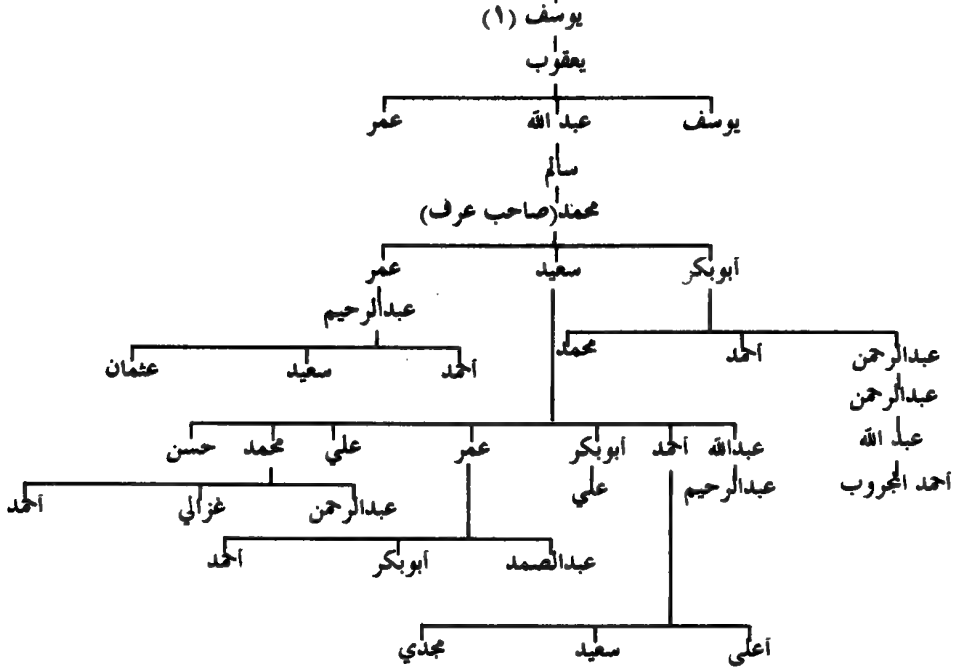 يوسف (١)
يعقوب
يوسف عبد الله عمر
سالم
محمد (صاحب عرف)
أبوبكر سعيد عمر
عبدالرحيم
عبدالرحمن أحمد محمد أحمد سعيد عثمان
عبدالرحمن
عبد الله
أحمد المجروب
عبدالله أحمد أبوبكر عمر علي محمد حسن
عبدالرحيم علي
عبدالرحمن غزالي أحمد
عبدالصمد أبوبكر أحمد
أعلى سعيد مجدي